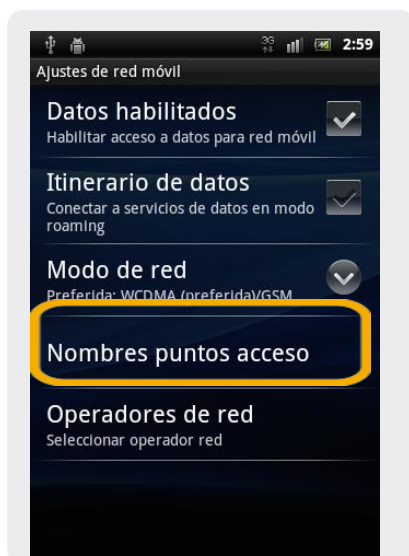 3G 2:59
Ajustes de red móvil
Datos habilitados
Habilitar acceso a datos para red móvil
Itinerario de datos
Conectar a servicios de datos en modo
roaming
Modo de red
Preferida: WCDMA (preferida)/GSM
Nombres puntos acceso
Operadores de red
Seleccionar operador red